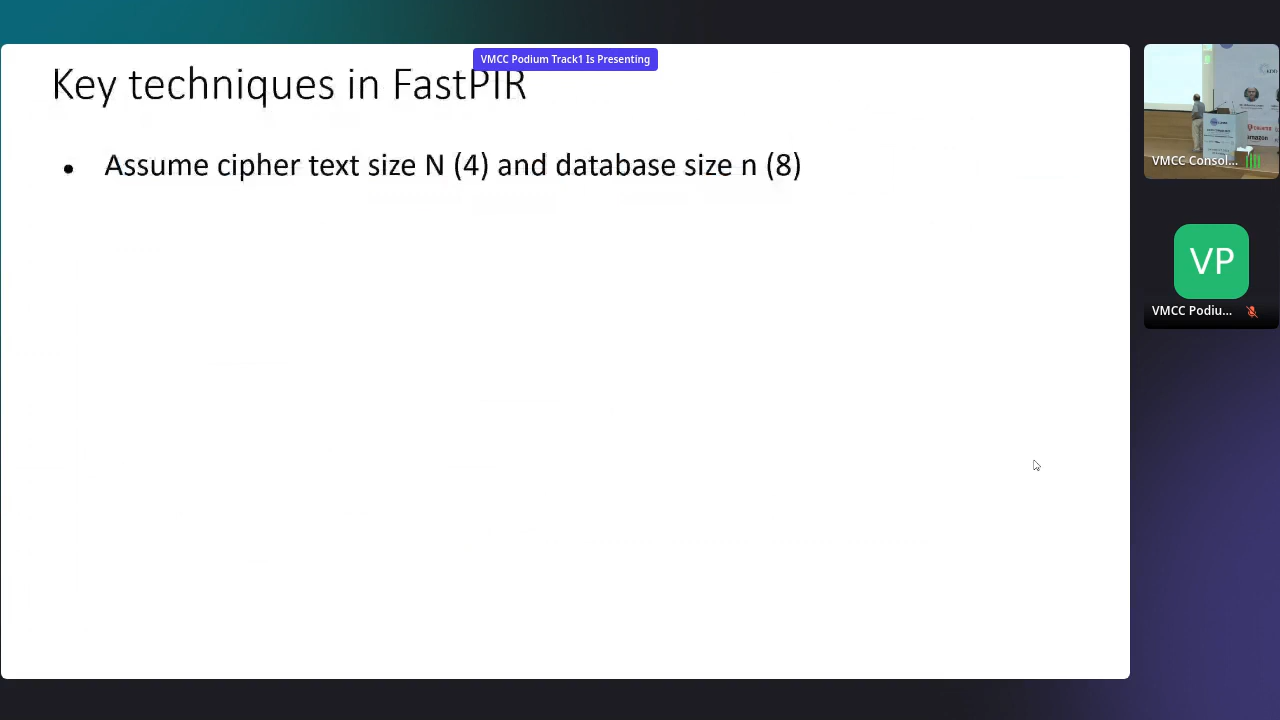 VMCC Podium Track1 Is Presenting
Key techniques in FastPIR
• Assume cipher text size N (4) and database size n (8)
VMCC Consol...
VP
VMCC Podiu...